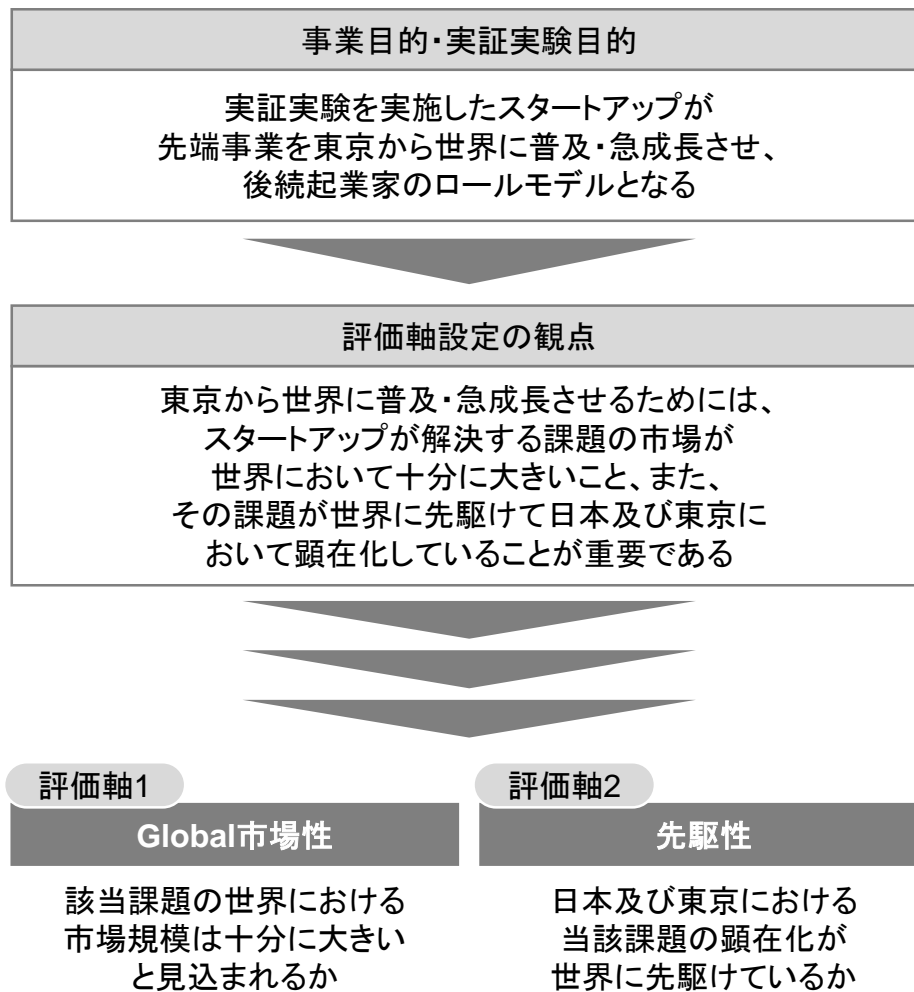 事業目的・実証実験目的
実証実験を実施したスタートアップが
先端事業を東京から世界に普及・急成長させ、
後続起業家のロールモデルとなる
評価軸設定の観点
東京から世界に普及・急成長させるためには、
スタートアップが解決する課題の市場が
世界において十分に大きいこと、また、
その課題が世界に先駆けて日本及び東京に
おいて顕在化していることが重要である
評価軸1
Global市場性
該当課題の世界における
市場規模は十分に大きい
と見込まれるか
評価軸2
先駆性
日本及び東京における
当該課題の顕在化が
世界に先駆けているか